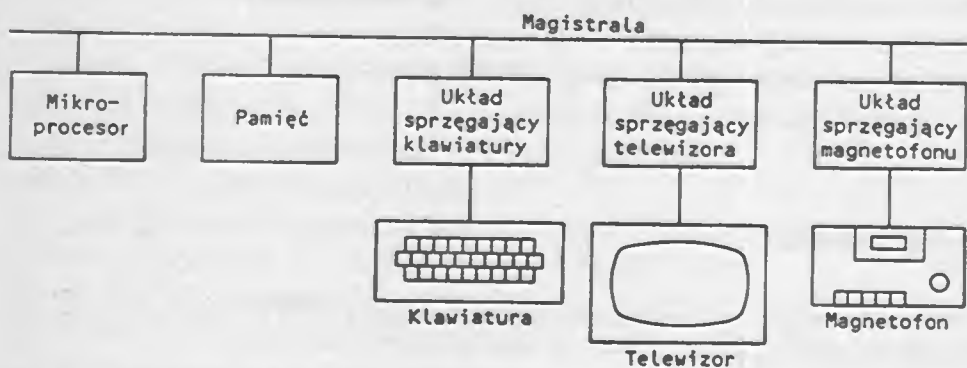 Magistrala
Mikro-
procesor
Pamięć
Układ
sprzęgający
klawiatury
Układ
sprzęgający
telewizora
Układ
sprzęgający
magnetofonu
Klawiatura
Telewizor
Magnetofon